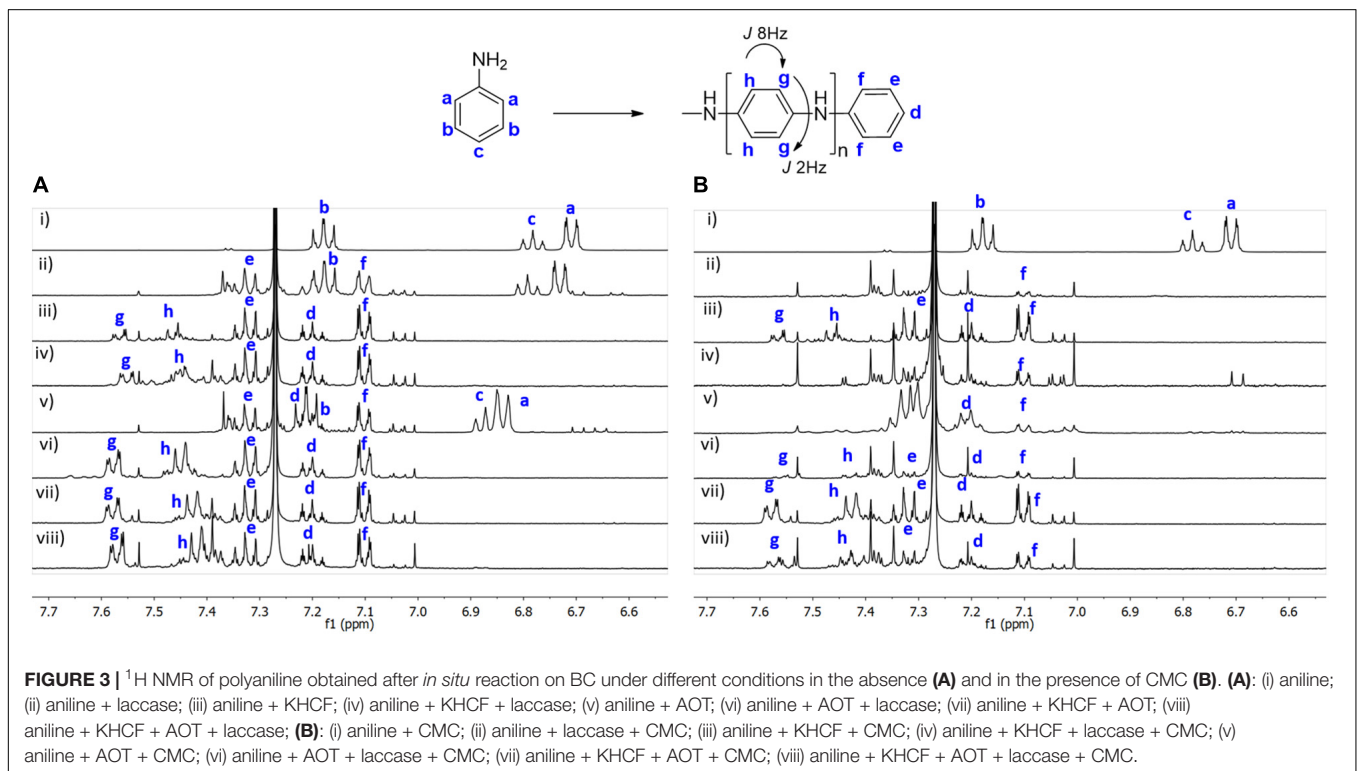 J 8Hz
NH2
a a
b b
c
H
N
h g
h g
H
N
n
f e
d
f e
J 2Hz
A
i) b c a
ii) e b f
iii) g h e d f
iv) g h e d f
v) e d b f c a
vi) g h e d f
vii) g h e d f
viii) g h e d f
7.7 7.6 7.5 7.4 7.3 7.2 7.1 7.0 6.9 6.8 6.7 6.6
f1 (ppm)
B
i) b c a
ii) f
iii) g h e d f
iv) f
v) d f
vi) g h e d f
vii) g h e d f
viii) g h e d f
7.7 7.6 7.5 7.4 7.3 7.2 7.1 7.0 6.9 6.8 6.7 6.6
f1 (ppm)
FIGURE 3 | 1H NMR of polyaniline obtained after in situ reaction on BC under different conditions in the absence (A) and in the presence of CMC (B). (A): (i) aniline;
(ii) aniline + laccase; (iii) aniline + KHCF; (iv) aniline + KHCF + laccase; (v) aniline + AOT; (vi) aniline + AOT + laccase; (vii) aniline + KHCF + AOT; (viii)
aniline + KHCF + AOT + laccase; (B): (i) aniline + CMC; (ii) aniline + laccase + CMC; (iii) aniline + KHCF + CMC; (iv) aniline + KHCF + laccase + CMC; (v)
aniline + AOT + CMC; (vi) aniline + AOT + laccase + CMC; (vii) aniline + KHCF + AOT + CMC; (viii) aniline + KHCF + AOT + laccase + CMC.